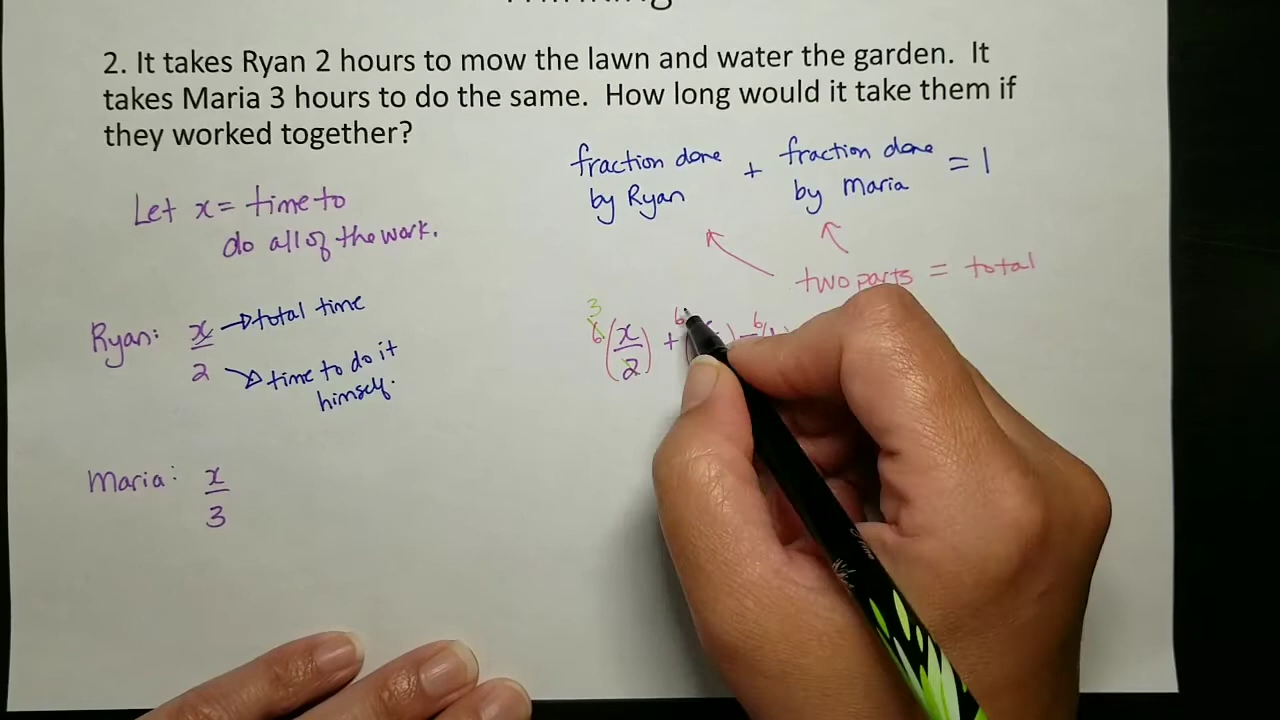 2. It takes Ryan 2 hours to mow the lawn and water the garden. It
takes Maria 3 hours to do the same. How long would it take them if
they worked together?
fraction done + fraction done = 1
by Ryan by Maria
Let x = time to
do all of the work.
two parts = total
Ryan: x/2 → total time
→ time to do it
himself.
3
6(x/2) + 6
Maria: x/3